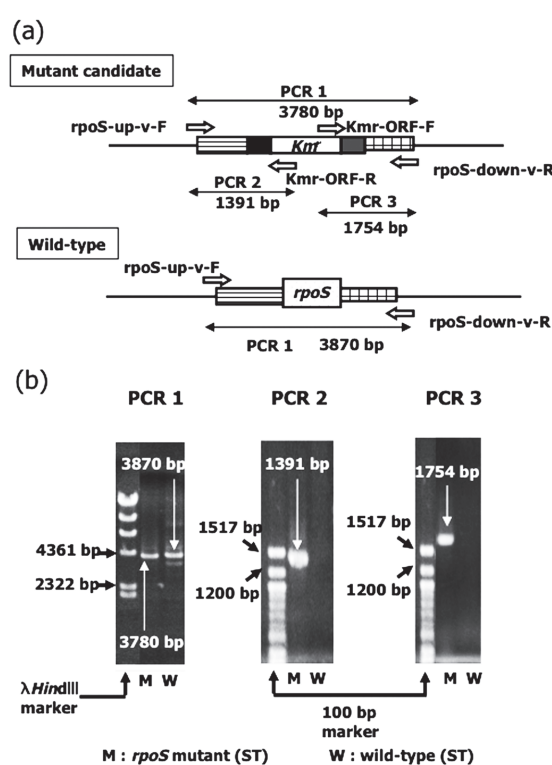 (a)
Mutant candidate
PCR 1
3780 bp
rpoS-up-v-F
Kmr-ORF-F
Kmr
Kmr-ORF-R
rpoS-down-v-R
PCR 2
1391 bp
PCR 3
1754 bp
Wild-type
rpoS-up-v-F
rpoS
rpoS-down-v-R
PCR 1 3870 bp
(b)
PCR 1 PCR 2 PCR 3
3870 bp
1391 bp
1754 bp
4361 bp
2322 bp
3780 bp
1517 bp
1200 bp
1517 bp
1200 bp
M W
M W
M W
λHindIII
marker
100 bp
marker
M : rpoS mutant (ST) W : wild-type (ST)